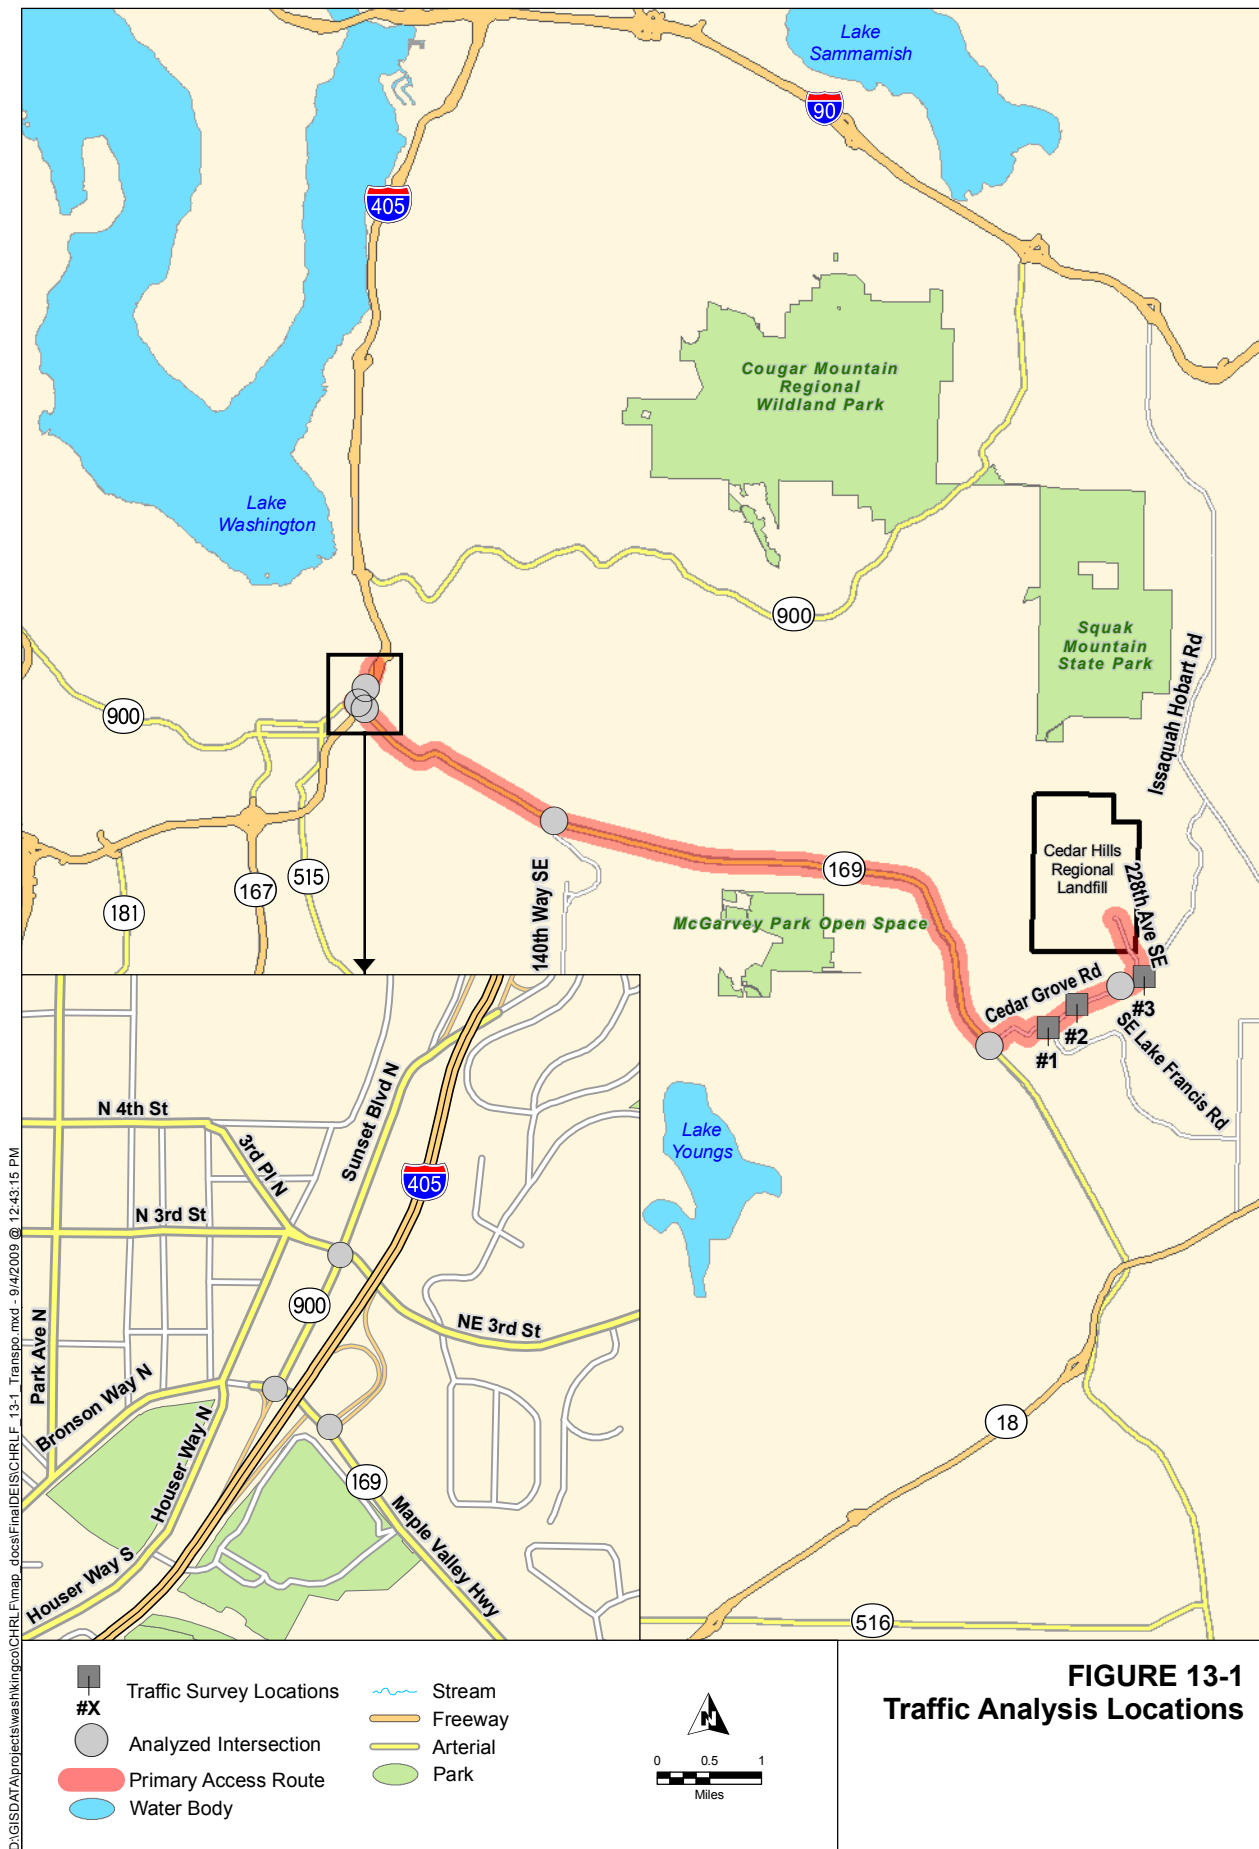 Lake
Sammamish
90
405
Cougar Mountain
Regional
Wildland Park
Lake
Washington
900
Squak
Mountain
State Park
Issaquah Hobart Rd
900
Cedar Hills
Regional
Landfill
228th Ave SE
169
515
167
181
140th Way SE
McGarvey Park Open Space
Cedar Grove Rd
#3
#2
#1
SE Lake Francis Rd
Lake
Youngs
18
516
N 4th St
3rd Pl N
Sunset Blvd N
405
N 3rd St
900
NE 3rd St
Park Ave N
Bronson Way N
Houser Way N
169
Maple Valley Hwy
Houser Way S
D:\GISDATA\projects\wash\kingco\CHRLF\map_docs\FinalDEIS\CHRLF_13-1_Transpo.mxd - 9/4/2009 @ 12:43:15 PM
#X
Traffic Survey Locations
Analyzed Intersection
Primary Access Route
Water Body
Stream
Freeway
Arterial
Park
N
0 0.5 1
Miles
FIGURE 13-1
Traffic Analysis Locations